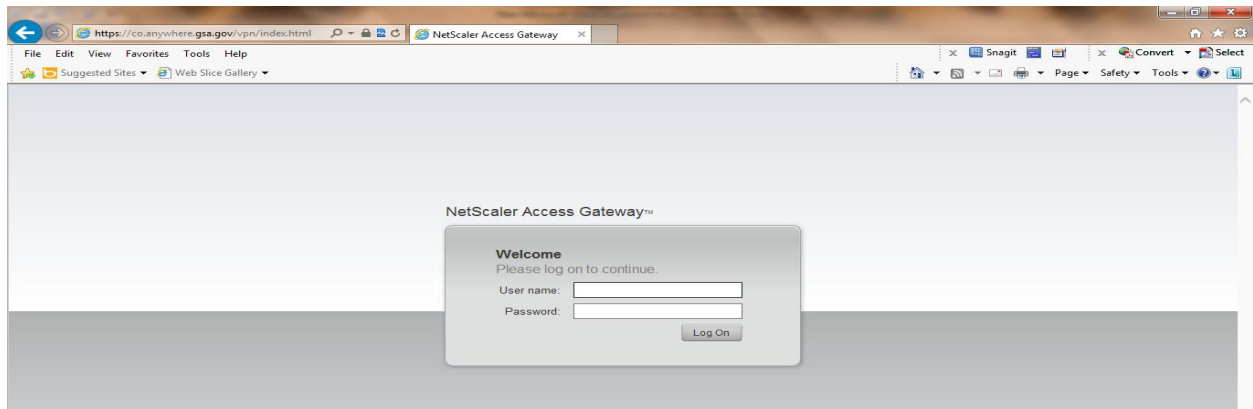 https://co.anywhere.gsa.gov/vpn/index.html
NetScaler Access Gateway
File Edit View Favorites Tools Help
Snagit
Convert
Select
Suggested Sites
Web Slice Gallery
Page
Safety
Tools
NetScaler Access Gateway™
Welcome
Please log on to continue.
User name:
Password:
Log On